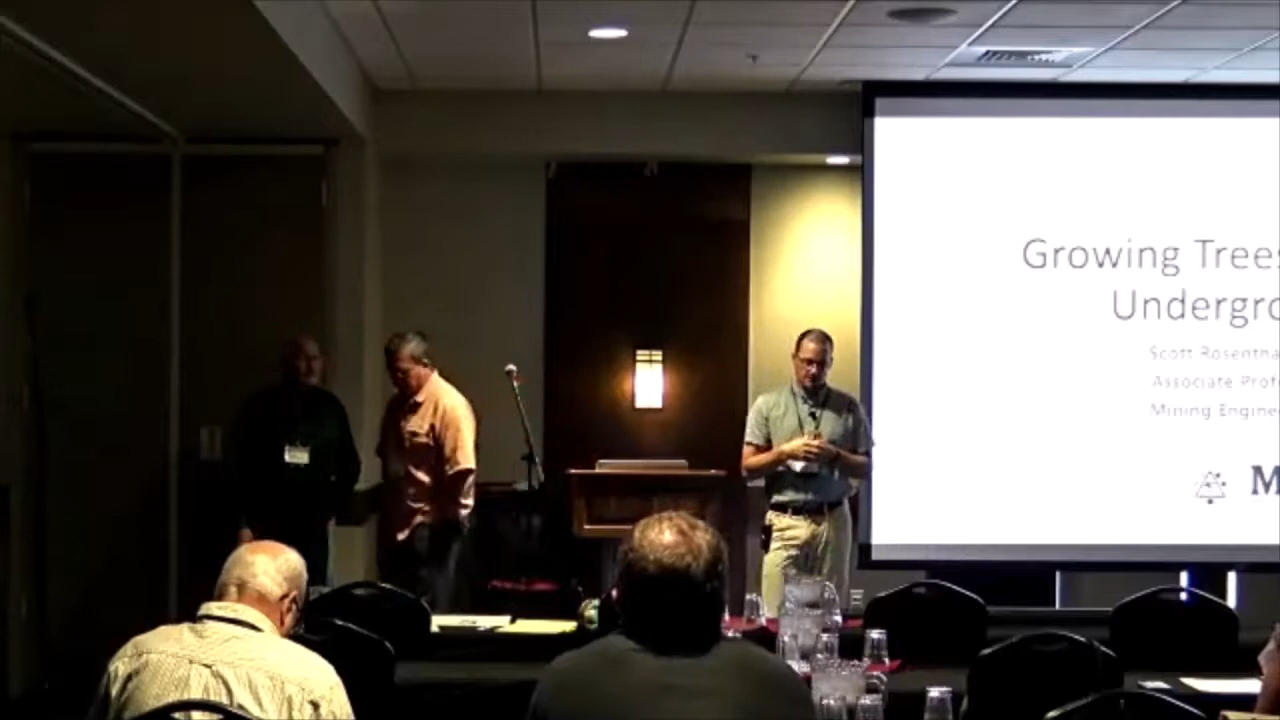 Growing Trees
Undergro
Scott Rosentha
Associate Prof
Mining Enginee
M